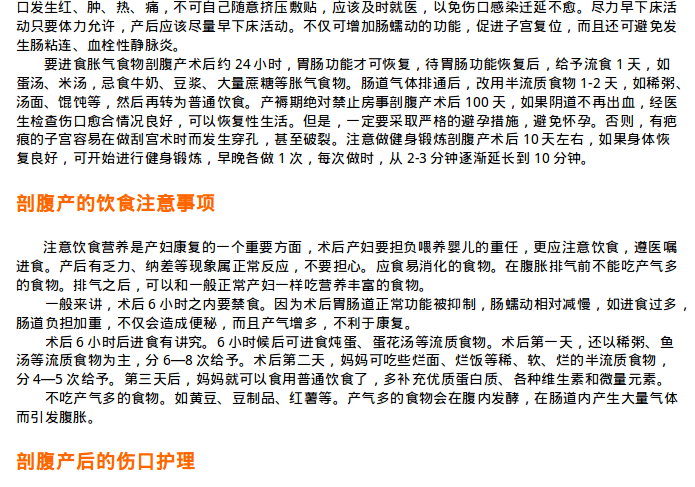 口发生红、肿、热、痛，不可自己随意挤压敷贴，应该及时就医，以免伤口感染迁延不愈。尽力早下床活
动只要体力允许，产后应该尽量早下床活动。不仅可增加肠蠕动的功能，促进子宫复位，而且还可避免发
生肠粘连、血栓性静脉炎。
要进食胀气食物剖腹产术后约 24 小时，胃肠功能才可恢复，待胃肠功能恢复后，给予流食 1 天，如
蛋汤、米汤，忌食牛奶、豆浆、大量蔗糖等胀气食物。肠道气体排通后，改用半流质食物 1-2 天，如稀粥、
汤面、馄饨等，然后再转为普通饮食。产褥期绝对禁止房事剖腹产术后 100 天，如果阴道不再出血，经医
生检查伤口愈合情况良好，可以恢复性生活。但是，一定要采取严格的避孕措施，避免怀孕。否则，有疤
痕的子宫容易在做刮宫术时而发生穿孔，甚至破裂。注意做健身锻炼剖腹产术后 10 天左右，如果身体恢
复良好，可开始进行健身锻炼，早晚各做 1 次，每次做时，从 2-3 分钟逐渐延长到 10 分钟。
剖腹产的饮食注意事项
注意饮食营养是产妇康复的一个重要方面，术后产妇要担负喂养婴儿的重任，更应注意饮食，遵医嘱
进食。产后有乏力、纳差等现象属正常反应，不要担心。应食易消化的食物。在腹胀排气前不能吃产气多
的食物。排气之后，可以和一般正常产妇一样吃营养丰富的食物。
一般来讲，术后 6 小时之内要禁食。因为术后胃肠道正常功能被抑制，肠蠕动相对减慢，如进食过多，
肠道负担加重，不仅会造成便秘，而且产气增多，不利于康复。
术后 6 小时后进食有讲究。6 小时候后可进食炖蛋、蛋花汤等流质食物。术后第一天，还以稀粥、鱼
汤等流质食物为主，分 6—8 次给予。术后第二天，妈妈可吃些烂面、烂饭等稀、软、烂的半流质食物，
分 4—5 次给予。第三天后，妈妈就可以食用普通饮食了，多补充优质蛋白质、各种维生素和微量元素。
不吃产气多的食物。如黄豆、豆制品、红薯等。产气多的食物会在腹内发酵，在肠道内产生大量气体
而引发腹胀。
剖腹产后的伤口护理